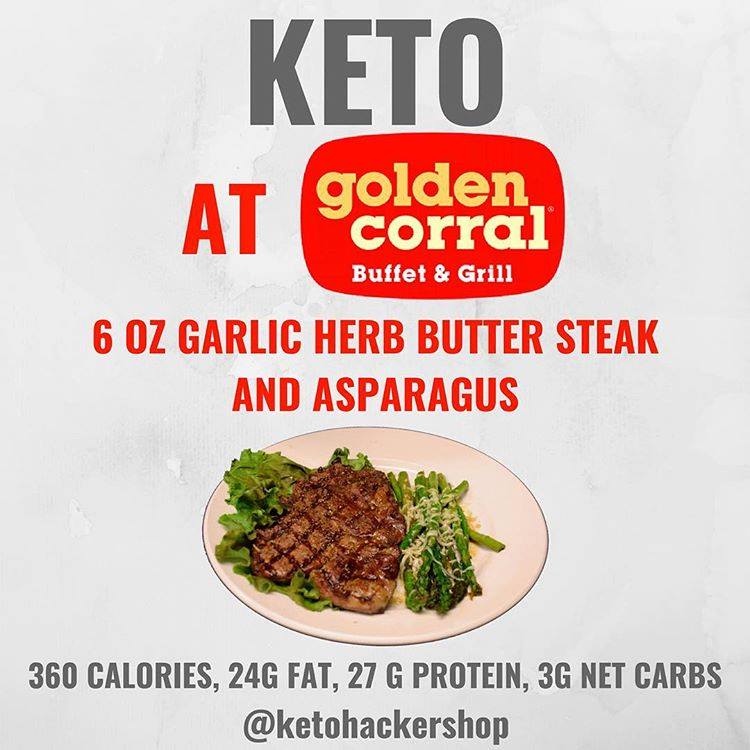 KETO
AT golden
corral®
Buffet & Grill
6 OZ GARLIC HERB BUTTER STEAK
AND ASPARAGUS
360 CALORIES, 24G FAT, 27 G PROTEIN, 3G NET CARBS
@ketohackershop